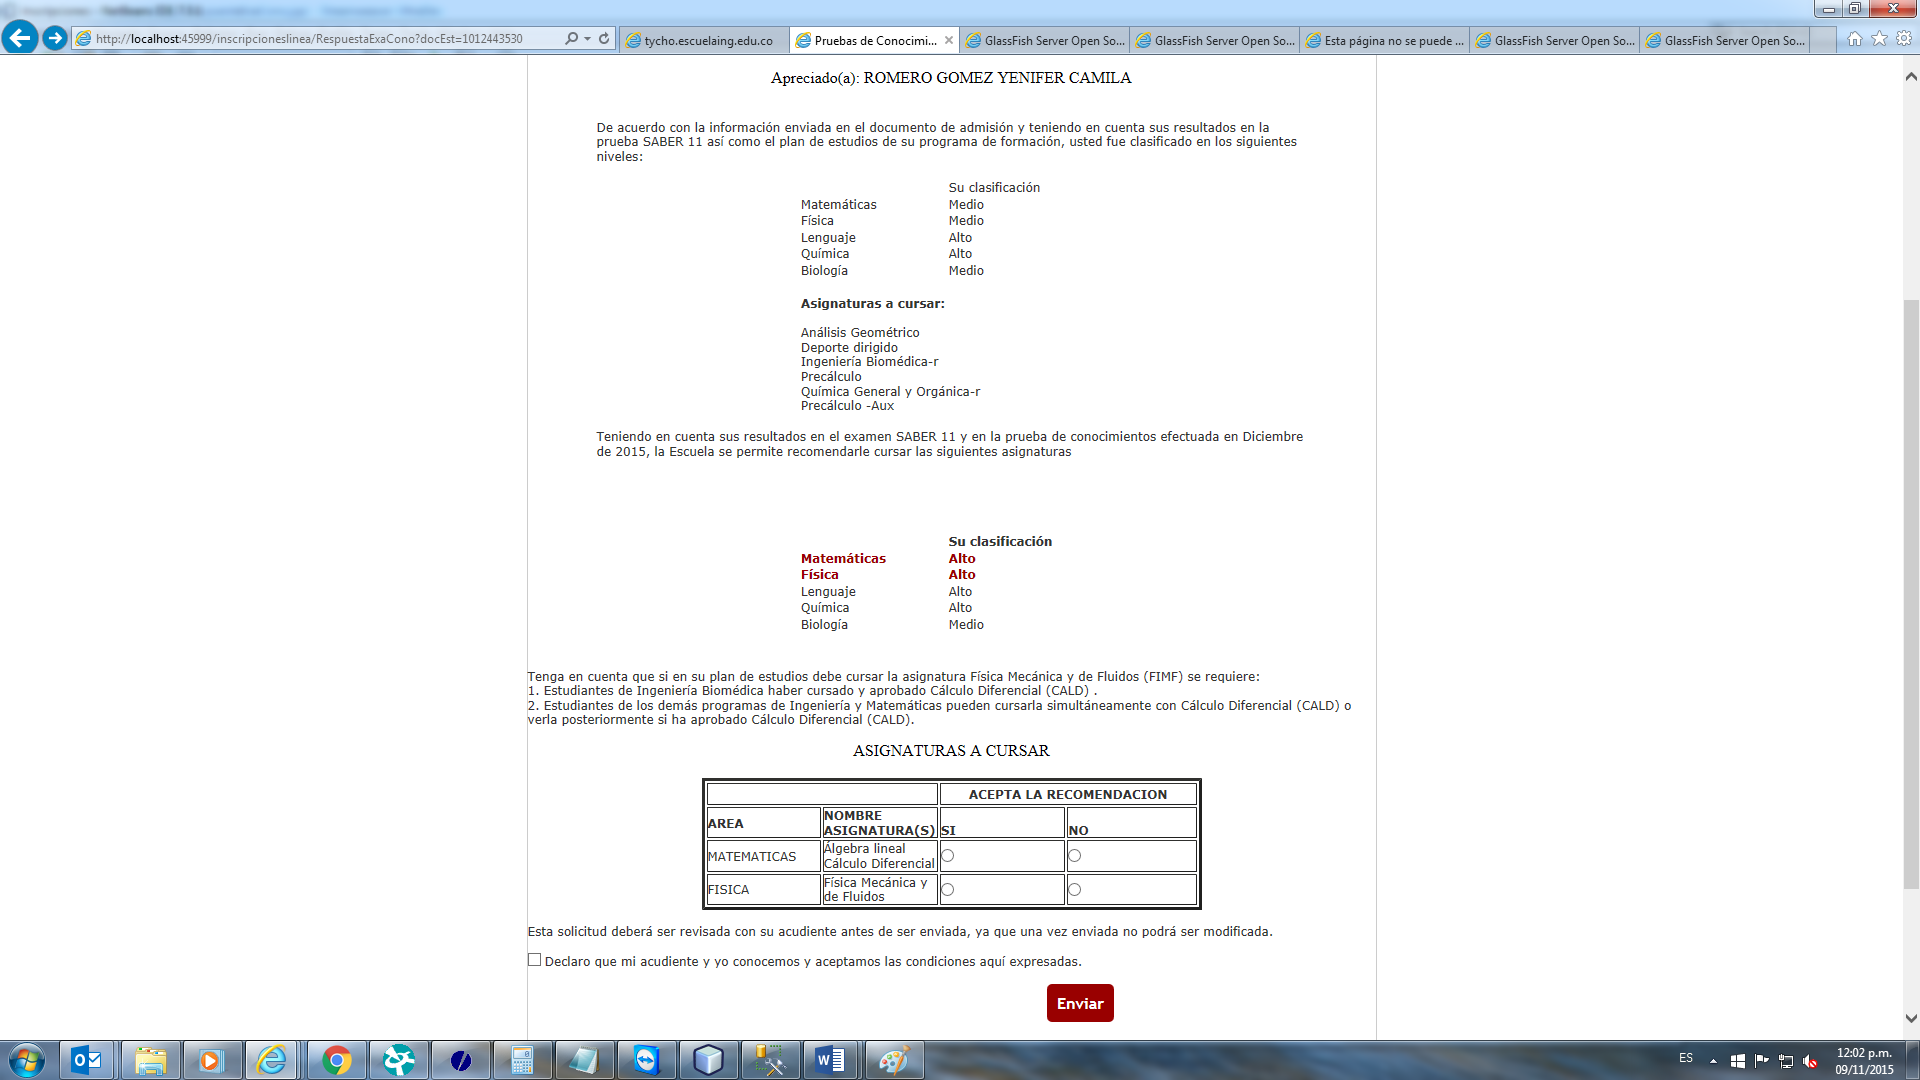 http://localhost:45999/inscripcioneslinea/RespuestaExaCono?docEst=1012443530
tycho.escuelaing.edu.co
Pruebas de Conocimi...
GlassFish Server Open So...
GlassFish Server Open So...
Esta página no se puede ...
GlassFish Server Open So...
GlassFish Server Open So...
Apreciado(a): ROMERO GOMEZ YENIFER CAMILA
De acuerdo con la información enviada en el documento de admisión y teniendo en cuenta sus resultados en la
prueba SABER 11 así como el plan de estudios de su programa de formación, usted fue clasificado en los siguientes
niveles:
Su clasificación
Matemáticas Medio
Física Medio
Lenguaje Alto
Química Alto
Biología Medio
Asignaturas a cursar:
Análisis Geométrico
Deporte dirigido
Ingeniería Biomédica-r
Precálculo
Química General y Orgánica-r
Precálculo -Aux
Teniendo en cuenta sus resultados en el examen SABER 11 y en la prueba de conocimientos efectuada en Diciembre
de 2015, la Escuela se permite recomendarle cursar las siguientes asignaturas
Su clasificación
Matemáticas Alto
Física Alto
Lenguaje Alto
Química Alto
Biología Medio
Tenga en cuenta que si en su plan de estudios debe cursar la asignatura Física Mecánica y de Fluidos (FIMF) se requiere:
1. Estudiantes de Ingeniería Biomédica haber cursado y aprobado Cálculo Diferencial (CALD) .
2. Estudiantes de los demás programas de Ingeniería y Matemáticas pueden cursarla simultáneamente con Cálculo Diferencial (CALD) o
verla posteriormente si ha aprobado Cálculo Diferencial (CALD).
ASIGNATURAS A CURSAR
ACEPTA LA RECOMENDACION
AREA NOMBRE ASIGNATURA(S) SI NO
MATEMATICAS Álgebra lineal
Cálculo Diferencial
FISICA Física Mecánica y
de Fluidos
Esta solicitud deberá ser revisada con su acudiente antes de ser enviada, ya que una vez enviada no podrá ser modificada.
Declaro que mi acudiente y yo conocemos y aceptamos las condiciones aquí expresadas.
Enviar
ES
12:02 p.m.
09/11/2015